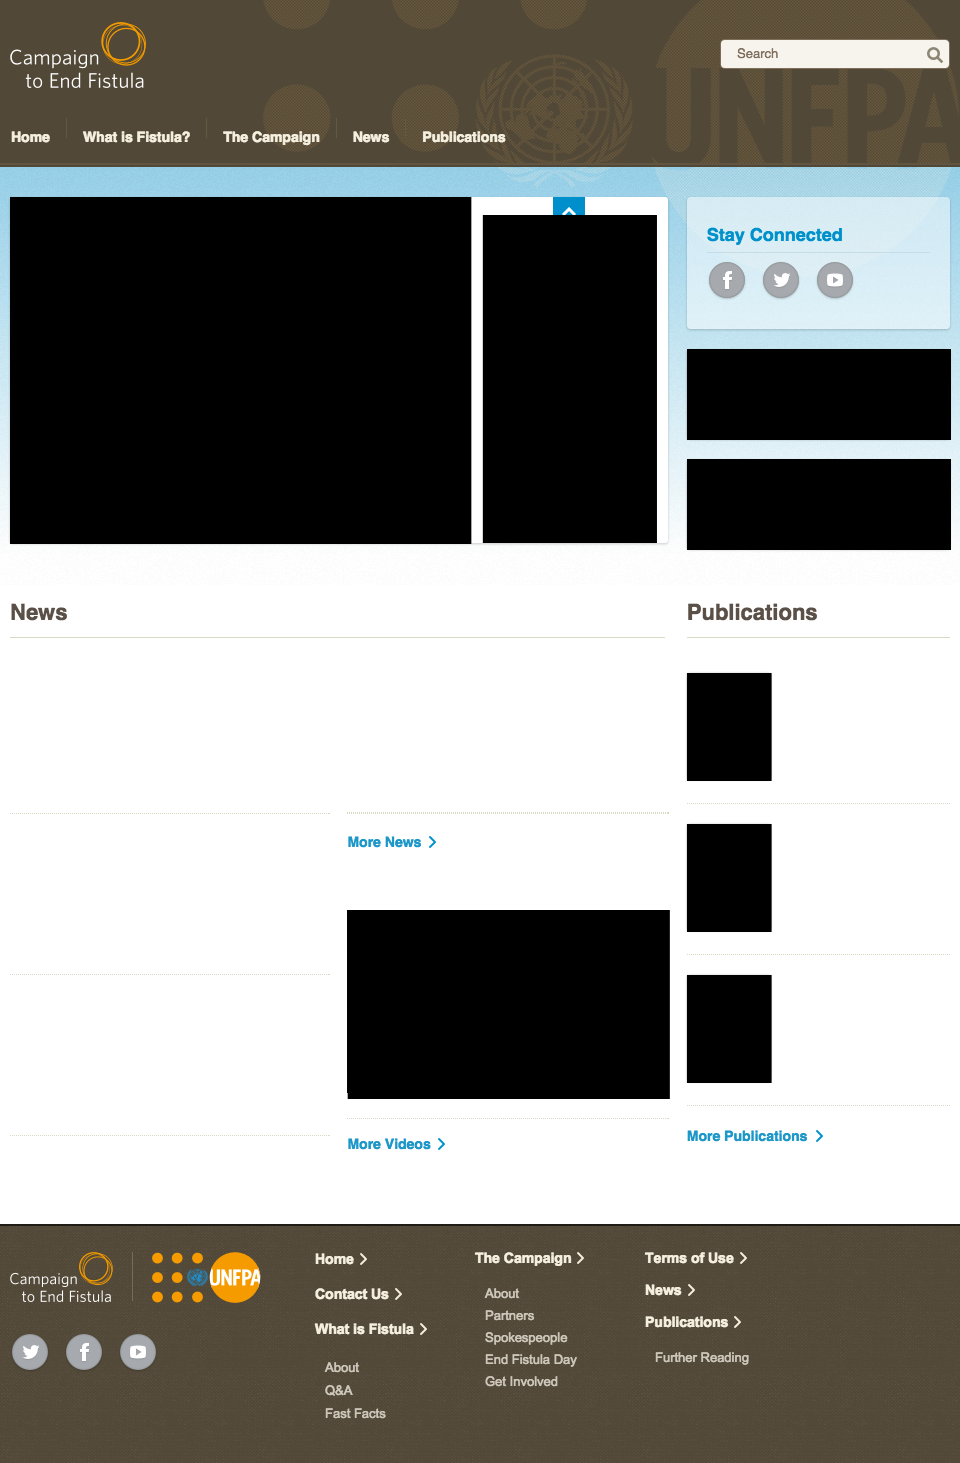 Campaign
to End Fistula
Search
UNFPA
Home
What is Fistula?
The Campaign
News
Publications
Stay Connected
News
Publications
More News
More Videos
More Publications
Campaign
to End Fistula
UNFPA
Home
Contact Us
What is Fistula
About
Q&A
Fast Facts
The Campaign
About
Partners
Spokespeople
End Fistula Day
Get Involved
Terms of Use
News
Publications
Further Reading